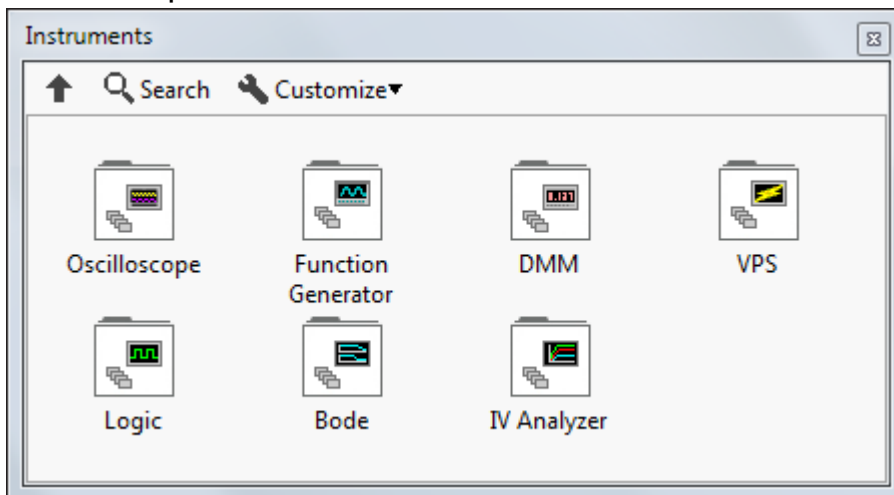 Instruments
Search Customize
Oscilloscope Function Generator DMM VPS
Logic Bode IV Analyzer